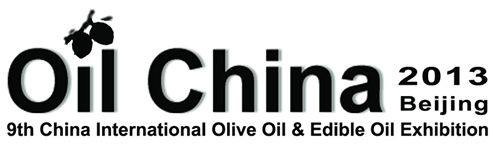 Oil China 2013
Beijing
9th China International Olive Oil & Edible Oil Exhibition